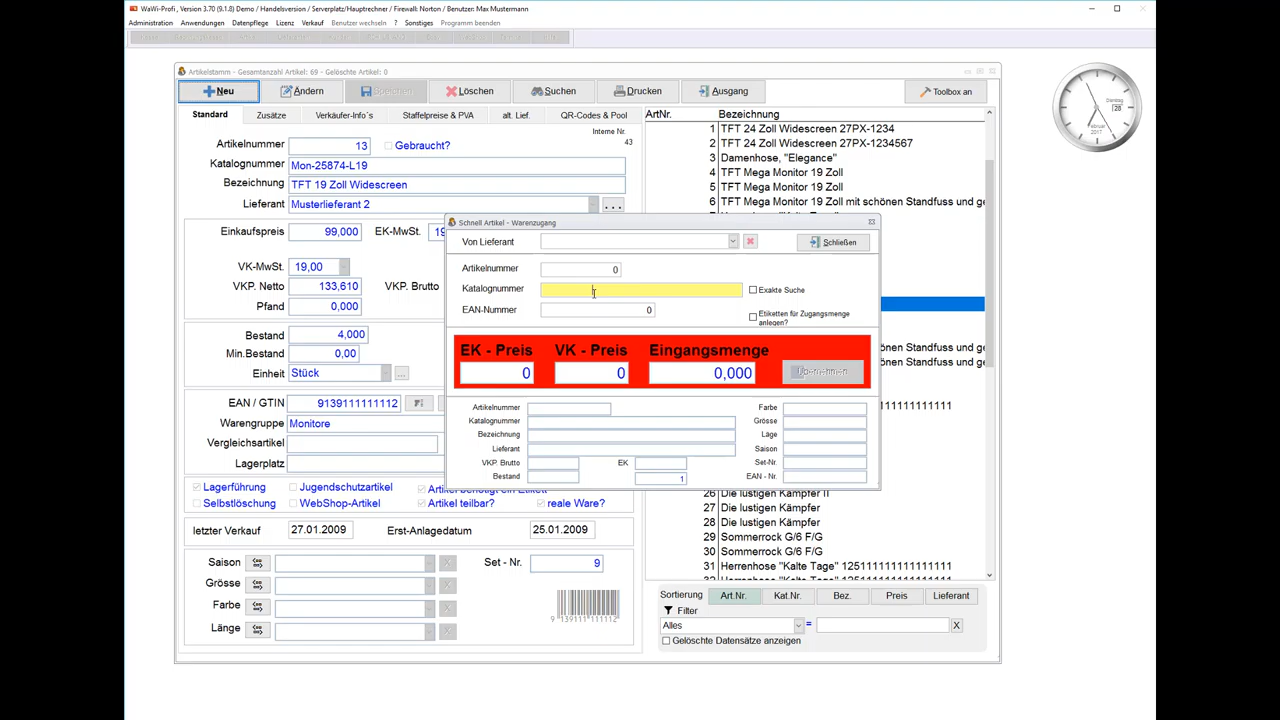 WaWi-Profi , Version 3.70 (9.1.8) Demo / Handelsversion / Serverplatz/Hauptrechner / Firewall: Norton / Benutzer: Max Mustermann
Administration Anwendungen Datenpflege Lizenz Verkauf Benutzer wechseln ? Sonstiges Programm beenden
Artikelstamm - Gesamtanzahl Artikel: 69 - Gelöschte Artikel: 0
Neu Ändern Speichern Löschen Suchen Drucken Ausgang Toolbox an
Standard Zusätze Verkäufer-Info´s Staffelpreise & PVA alt. Lief. QR-Codes & Pool
Interne Nr.
43
Artikelnummer 13 Gebraucht?
Katalognummer Mon-25874-L19
Bezeichnung TFT 19 Zoll Widescreen
Lieferant Musterlieferant 2 ...
Einkaufspreis 99,000 EK-MwSt.
VK-MwSt. 19,00
VKP. Netto 133,610 VKP. Brutto
Pfand 0,000
Bestand 4,000
Min.Bestand 0,00
Einheit Stück ...
EAN / GTIN 9139111111112
Warengruppe Monitore
Vergleichsartikel
Lagerplatz
Lagerführung Jugendschutzartikel
Selbstlöschung WebShop-Artikel Artikel teilbar? reale Ware?
letzter Verkauf 27.01.2009 Erst-Anlagedatum 25.01.2009
Saison Set - Nr. 9
Grösse
Farbe
Länge
9 139111 111112
ArtNr. Bezeichnung
1 TFT 24 Zoll Widescreen 27PX-1234
2 TFT 24 Zoll Widescreen 27PX-1234567
3 Damenhose, "Elegance"
4 TFT Mega Monitor 19 Zoll
5 TFT Mega Monitor 19 Zoll
6 TFT Mega Monitor 19 Zoll mit schönen Standfuss und ge
Schnell Artikel - Warenzugang
Von Lieferant Schließen
Artikelnummer 0
Katalognummer Exakte Suche
EAN-Nummer 0 Etiketten für Zugangsmenge
anlegen?
EK - Preis VK - Preis Eingangsmenge
0 0 0,000
Artikelnummer Farbe
Katalognummer Grösse
Bezeichnung Läge
Lieferant Saison
VKP. Brutto EK Set-Nr.
Bestand 1 EAN - Nr.
26 Die lustigen Kämpfer II
27 Die lustigen Kämpfer
28 Die lustigen Kämpfer
29 Sommerrock G/6 F/G
30 Sommerrock G/6 F/G
31 Herrenhose "Kalte Tage" 125111111111111111
Sortierung Art.Nr. Kat.Nr. Bez. Preis Lieferant
Filter
Alles = X
Gelöschte Datensätze anzeigen
Dienstag
28
Februar
2017